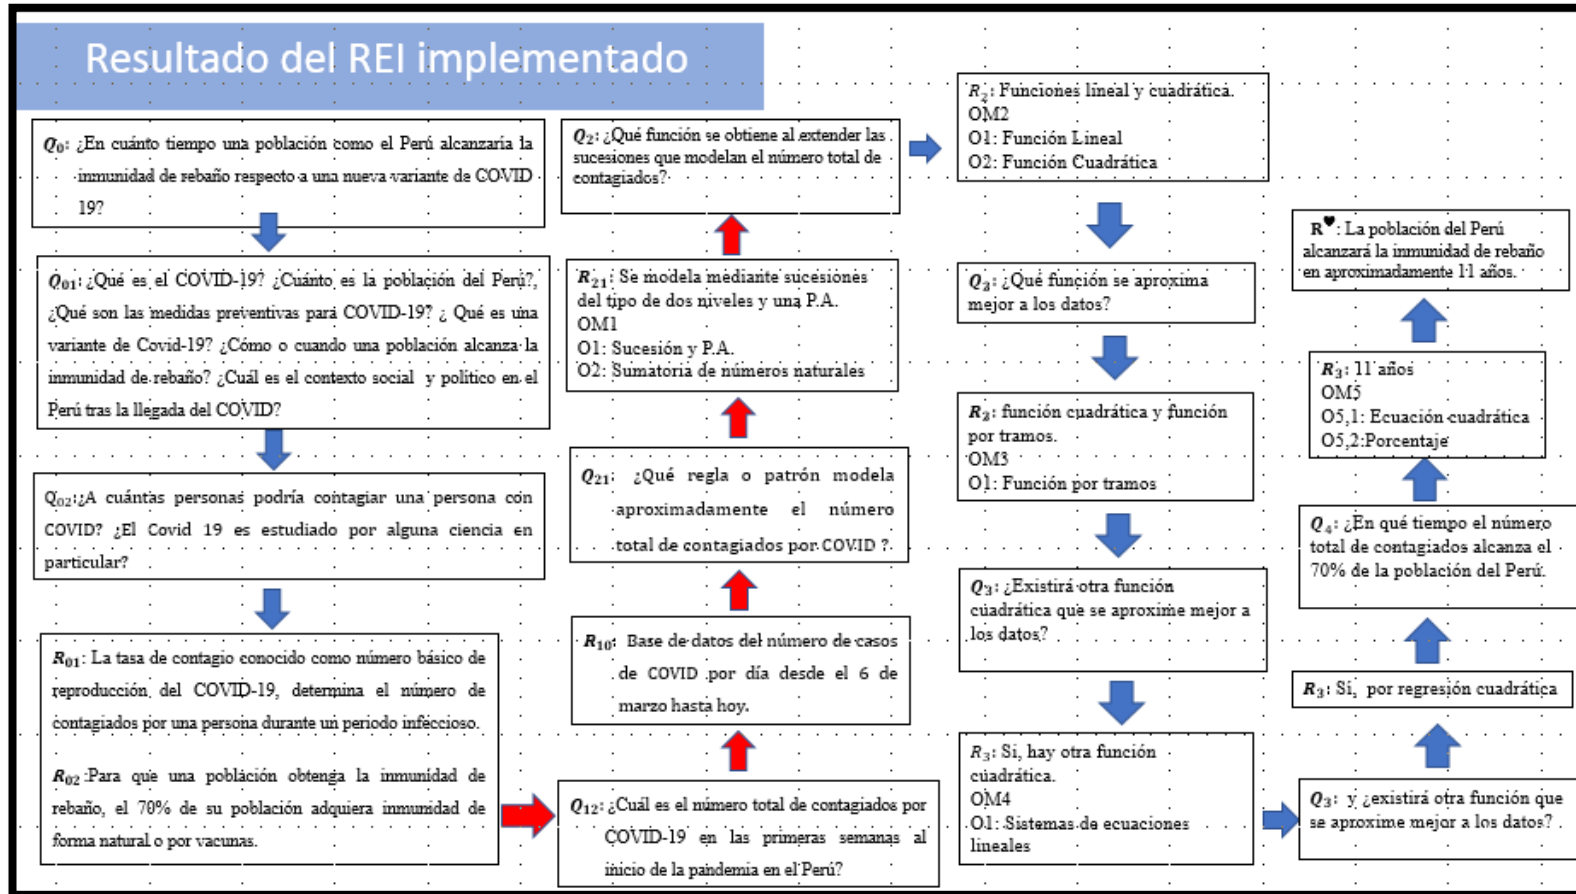 Resultado del REI implementado
Q₀: ¿En cuánto tiempo una población como el Perú alcanzaría la
inmunidad de rebaño respecto a una nueva variante de COVID
19?
Q₀₁: ¿Qué es el COVID-19? ¿Cuánto es la población del Perú?,
¿Qué son las medidas preventivas pará COVID-19? ¿ Qué es una
variante de Covid-19? ¿Cómo o cuando una población alcanza la
inmunidad de rebaño? ¿Cuál es el contexto social y político en el
Perú tras la llegada del COVID?
Q₀₂:¿A cuántas personas podría contagiar una persona con
COVID? ¿El Covid 19 es estudiado por alguna ciencia en
particular?
R₀₁: La tasa de contagio conocido como número básico de
reproducción del COVID-19, determina el número de
contagiados por una persona durante un periodo infeccioso.
R₀₂:Para que una población obtenga la inmunidad de
rebaño, el 70% de su población adquiera inmunidad de
forma natural o por vacunas.
Q₁₂: ¿Cuál es el número total de contagiados por
COVID-19 en las primeras semanas al
inicio de la pandemia en el Perú?
R₁₀: Base de datos del número de casos
de COVID por día desde el 6 de
marzo hasta hoy.
Q₂₁: ¿Qué regla o patrón modela
aproximadamente el número
total de contagiados por COVID ?
R₂₁: Se modela mediante sucesiones
del tipo de dos niveles y una P.A.
OM1
O1: Sucesión y P.A.
O2: Sumatoria de números naturales
Q₂: ¿Qué función se obtiene al extender las
sucesiones que modelan el número total de
contagiados?
R₂: Funciones lineal y cuadrática.
OM2
O1: Función Lineal
O2: Función Cuadrática
Q₃: ¿Qué función se aproxima
mejor a los datos?
R₃: función cuadrática y función
por tramos.
OM3
O1: Función por tramos
Q₃: ¿Existirá otra función
cuadrática que se aproxime mejor a
los datos?
R₃: Si, hay otra función
cuadrática.
OM4
O1: Sistemas de ecuaciones
lineales
Q₃: y ¿existirá otra función que
se aproxime mejor a los datos?
R₃: Sí, por regresión cuadrática
Q₄: ¿En qué tiempo el número
total de contagiados alcanza el
70% de la población del Perú.
R₃: 11 años
OM5
O5,1: Ecuación cuadrática
O5,2:Porcentaje
R♥: La población del Perú
alcanzará la inmunidad de rebaño
en aproximadamente 11 años.